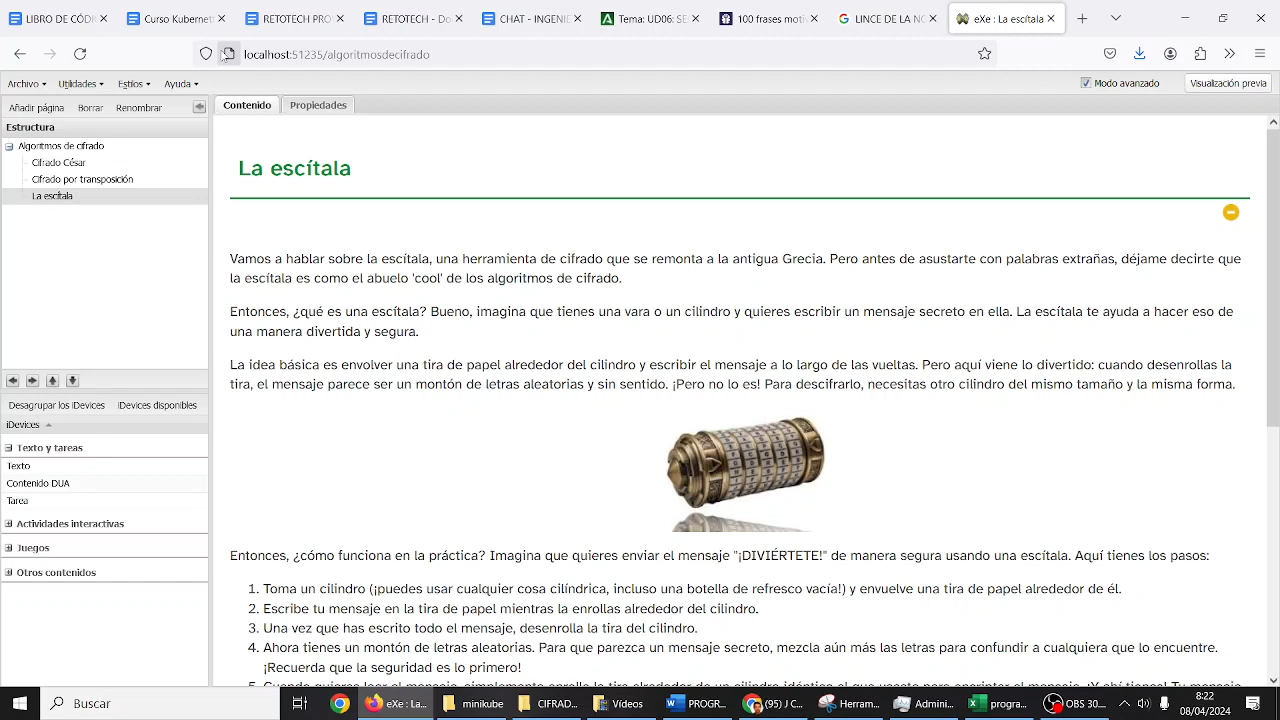 LIBRO DE CÓDIG
Curso Kubernet
RETOTECH PRO
RETOTECH - Do
CHAT - INGENIE
Tema: UD06: SE
100 frases mo
LINCE DE LA NO
eXe : La escítala
localhost:51235/algoritmosdecifrado
Archivo Utilidades Estilos Ayuda
Modo avanzado
Visualización previa
Añadir página Borrar Renombrar
Contenido Propiedades
Estructura
Algoritmos de cifrado
Cifrado César
Cifrado por transposición
La escítala
La escítala
Vamos a hablar sobre la escítala, una herramienta de cifrado que se remonta a la antigua Grecia. Pero antes de asustarte con palabras extrañas, déjame decirte que
la escítala es como el abuelo 'cool' de los algoritmos de cifrado.
Entonces, ¿qué es una escítala? Bueno, imagina que tienes una vara o un cilindro y quieres escribir un mensaje secreto en ella. La escítala te ayuda a hacer eso de
una manera divertida y segura.
La idea básica es envolver una tira de papel alrededor del cilindro y escribir el mensaje a lo largo de las vueltas. Pero aquí viene lo divertido: cuando desenrollas la
tira, el mensaje parece ser un montón de letras aleatorias y sin sentido. ¡Pero no lo es! Para descifrarlo, necesitas otro cilindro del mismo tamaño y la misma forma.
Entonces, ¿cómo funciona en la práctica? Imagina que quieres enviar el mensaje "¡DIVIÉRTETE!" de manera segura usando una escítala. Aquí tienes los pasos:
1. Toma un cilindro (¡puedes usar cualquier cosa cilíndrica, incluso una botella de refresco vacía!) y envuelve una tira de papel alrededor de él.
2. Escribe tu mensaje en la tira de papel mientras la enrollas alrededor del cilindro.
3. Una vez que has escrito todo el mensaje, desenrolla la tira del cilindro.
4. Ahora tienes un montón de letras aleatorias. Para que parezca un mensaje secreto, mezcla aún más las letras para confundir a cualquiera que lo encuentre.
¡Recuerda que la seguridad es lo primero!
Desagrupar los iDevices iDevices disponibles
iDevices
Texto y tareas
Texto
Contenido DUA
Tarea
Actividades interactivas
Juegos
Otros contenidos
Buscar
eXe : La...
minikube
CIFRAD...
Vídeos
PROGR...
(95) J C...
Herram...
Admini...
progra...
OBS 30...
8:22
08/04/2024